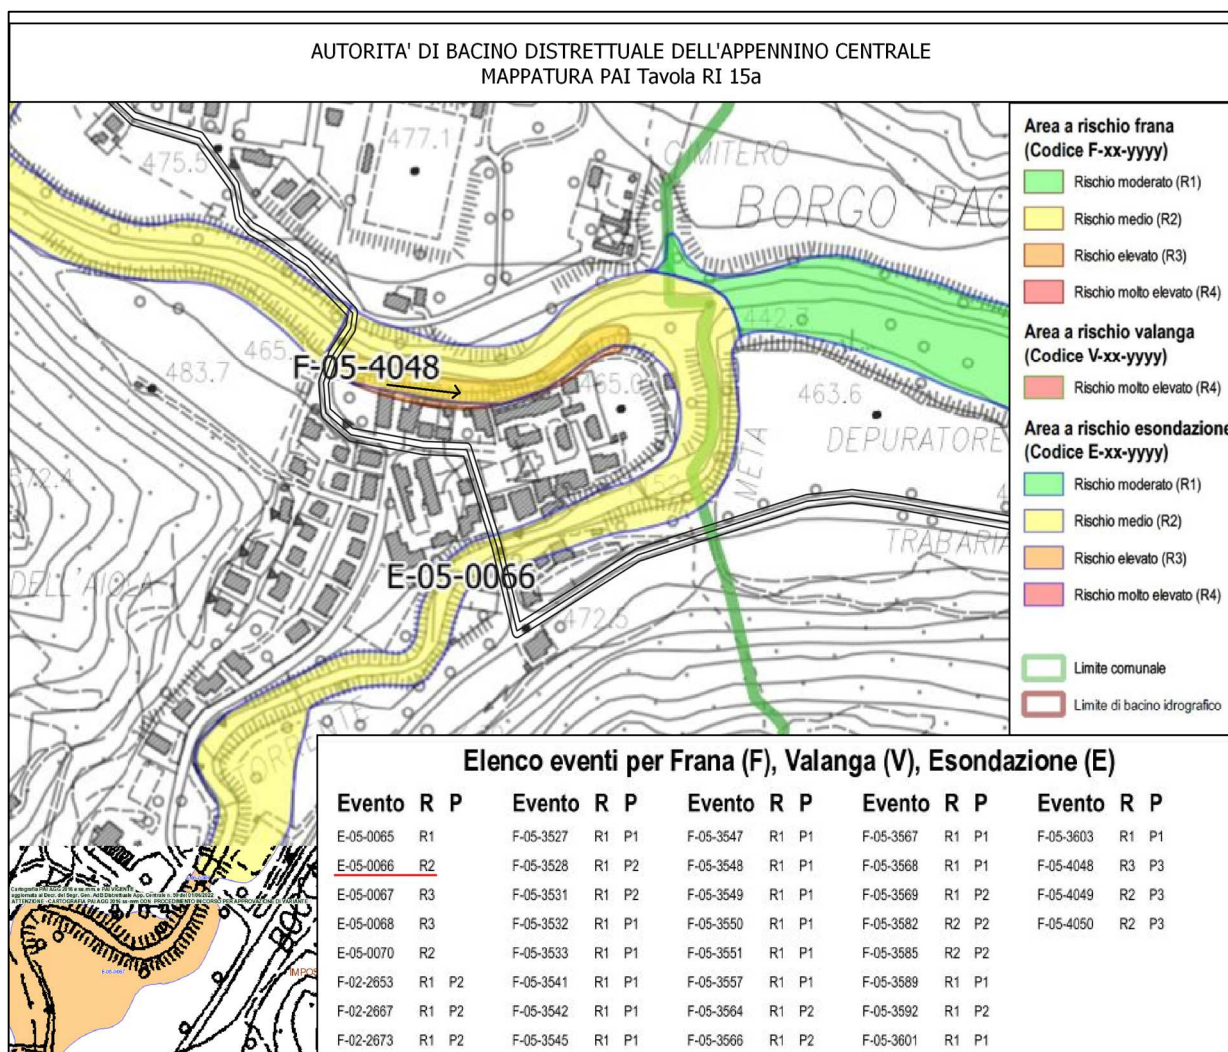 AUTORITA' DI BACINO DISTRETTUALE DELL'APPENNINO CENTRALE
MAPPATURA PAI Tavola RI 15a
477.1
475.5
CIMITERO
BORGO PAC
465.
483.7
F-05-4048
465.0
442.7
463.6
DEPURATORE
META
572.4
TRABARIA
DELL'AIOLA
E-05-0066
472.5
TORRENTE
Area a rischio frana
(Codice F-xx-yyyy)
Rischio moderato (R1)
Rischio medio (R2)
Rischio elevato (R3)
Rischio molto elevato (R4)
Area a rischio valanga
(Codice V-xx-yyyy)
Rischio molto elevato (R4)
Area a rischio esondazione
(Codice E-xx-yyyy)
Rischio moderato (R1)
Rischio medio (R2)
Rischio elevato (R3)
Rischio molto elevato (R4)
Limite comunale
Limite di bacino idrografico
E-05-0067
IMPOS
Elenco eventi per Frana (F), Valanga (V), Esondazione (E)
Evento R P Evento R P Evento R P Evento R P Evento R P
E-05-0065 R1 F-05-3527 R1 P1 F-05-3547 R1 P1 F-05-3567 R1 P1 F-05-3603 R1 P1
E-05-0066 R2 F-05-3528 R1 P2 F-05-3548 R1 P1 F-05-3568 R1 P1 F-05-4048 R3 P3
E-05-0067 R3 F-05-3531 R1 P2 F-05-3549 R1 P1 F-05-3569 R1 P2 F-05-4049 R2 P3
E-05-0068 R3 F-05-3532 R1 P1 F-05-3550 R1 P1 F-05-3582 R2 P2 F-05-4050 R2 P3
E-05-0070 R2 F-05-3533 R1 P1 F-05-3551 R1 P1 F-05-3585 R2 P2
F-02-2653 R1 P2 F-05-3541 R1 P1 F-05-3557 R1 P1 F-05-3589 R1 P1
F-02-2667 R1 P2 F-05-3542 R1 P1 F-05-3564 R1 P2 F-05-3592 R1 P2
F-02-2673 R1 P2 F-05-3545 R1 P1 F-05-3566 R1 P2 F-05-3601 R1 P1